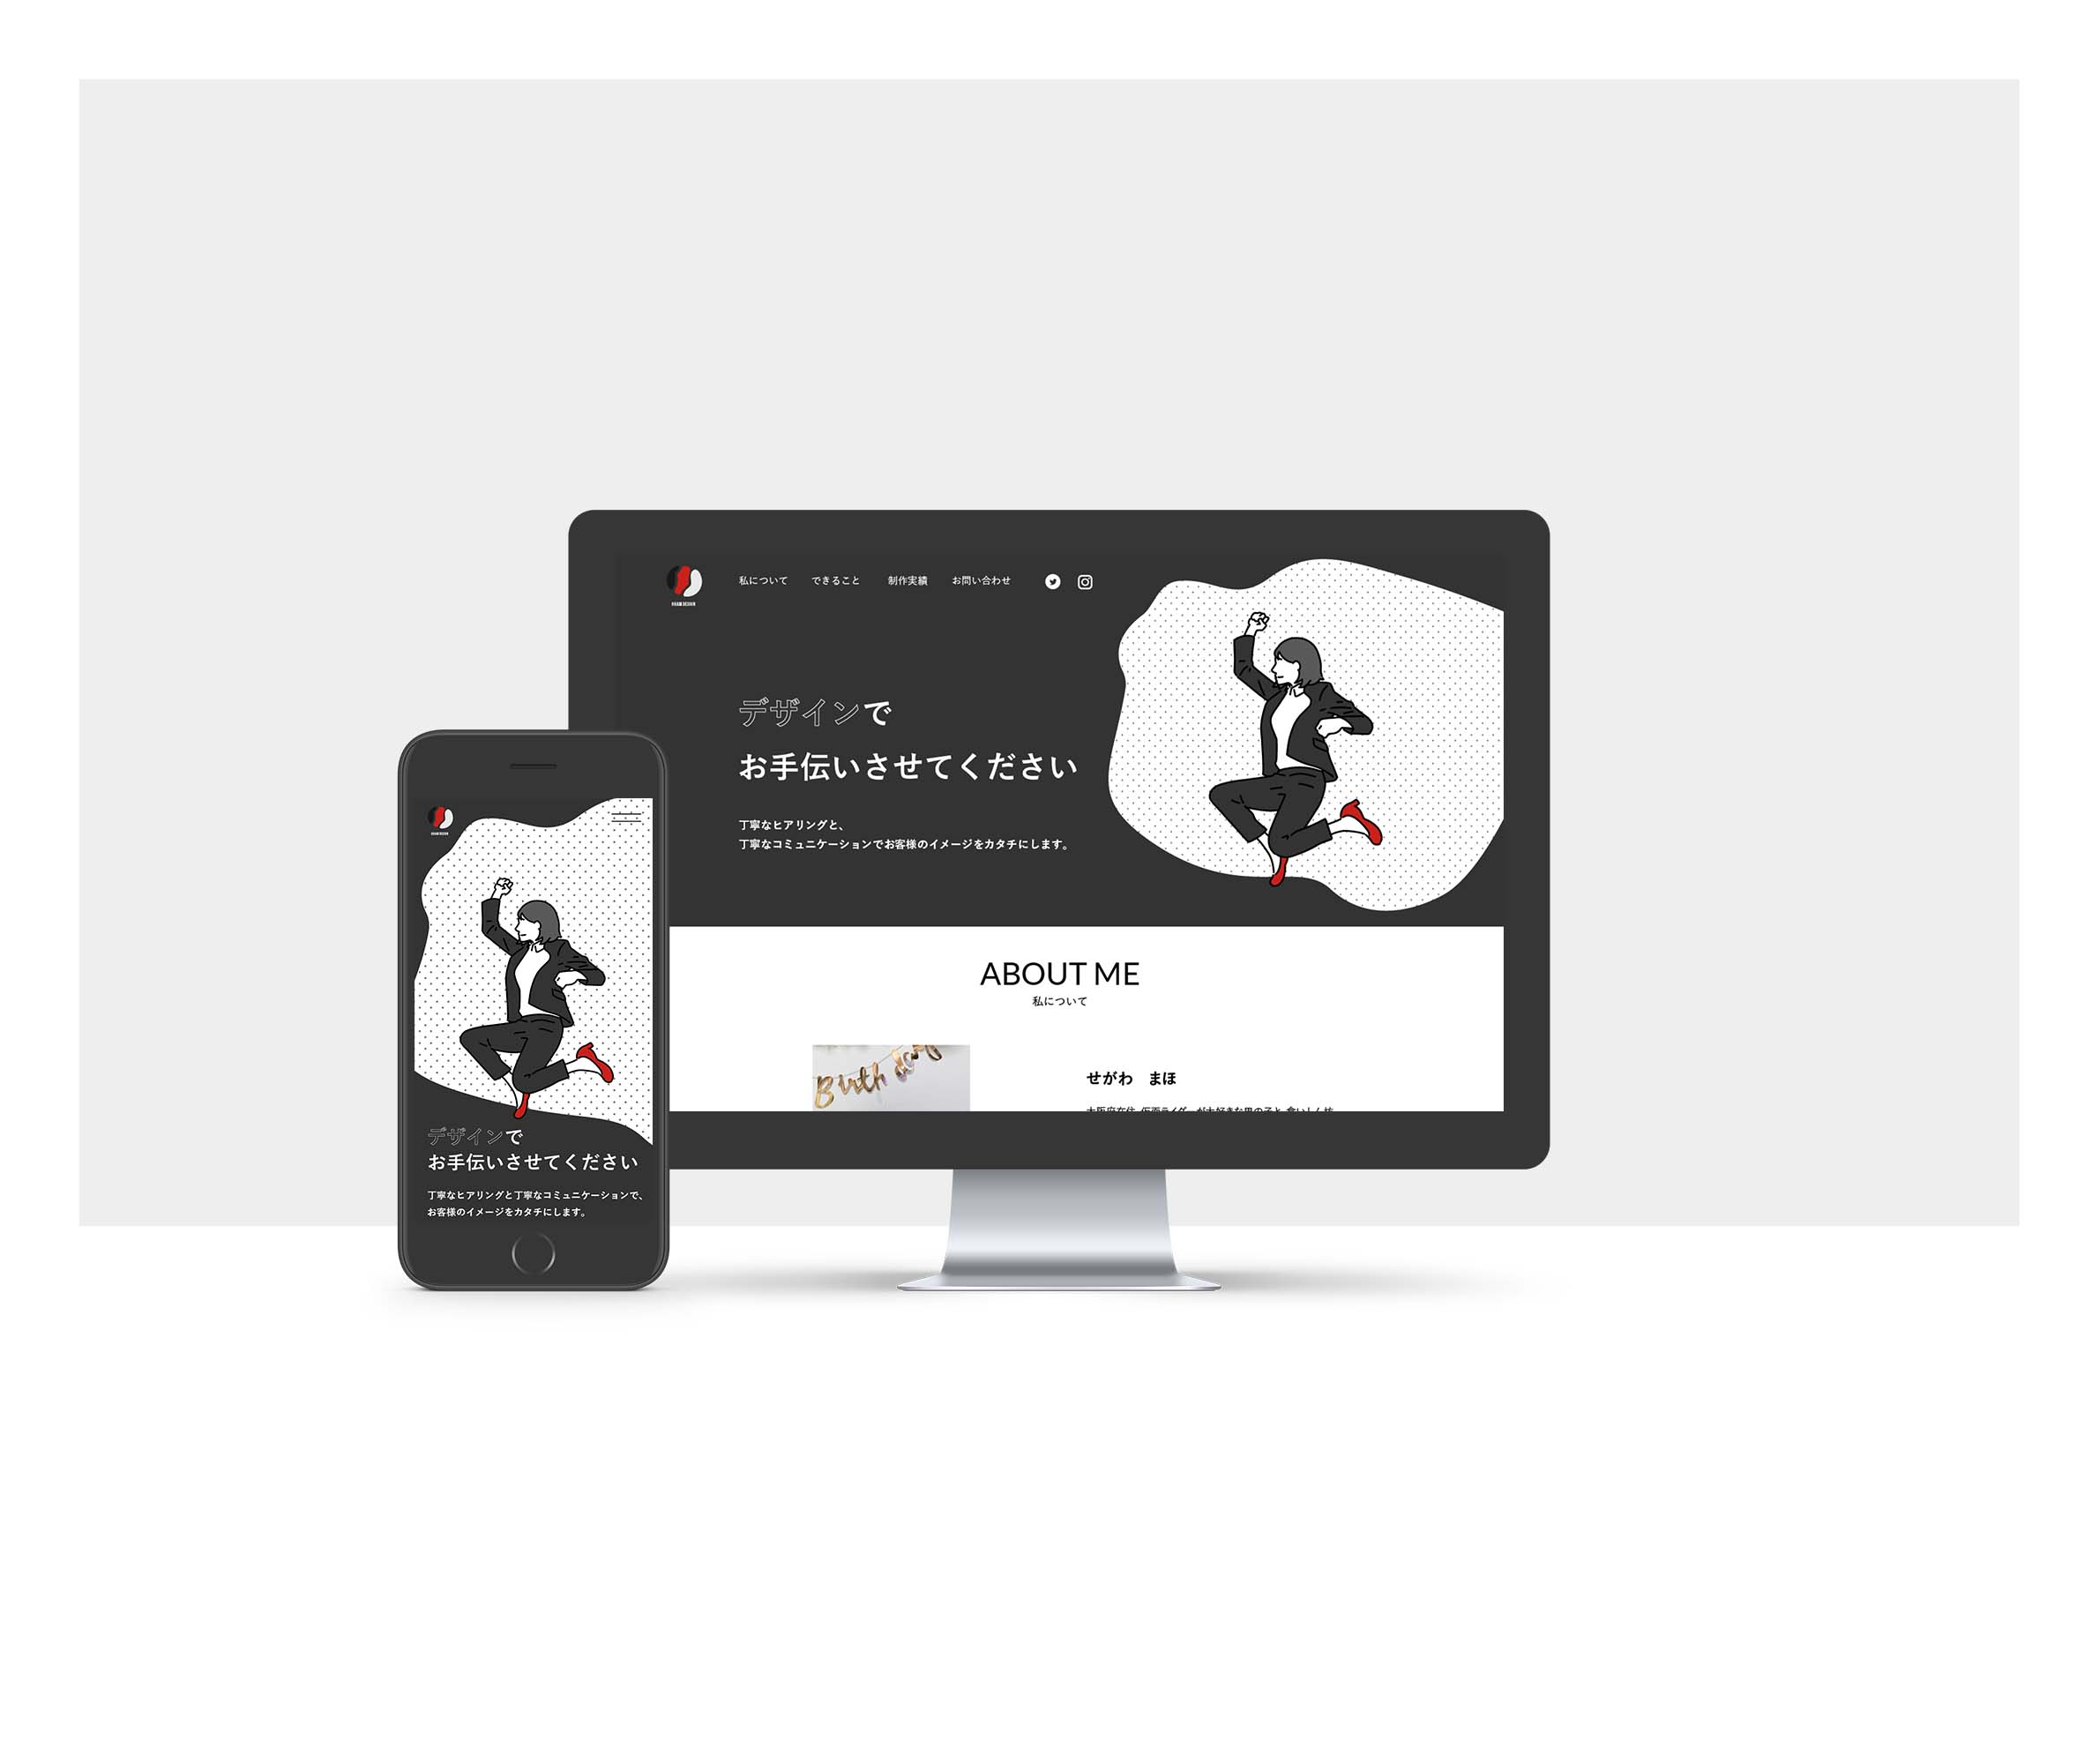 私について できること 制作実績 お問い合わせ
デザインで
お手伝いさせてください
丁寧なヒアリングと、
丁寧なコミュニケーションでお客様のイメージをカタチにします。
ABOUT ME
私について
Birth
せがわ まほ
デザインで
お手伝いさせてください
丁寧なヒアリングと丁寧なコミュニケーションで、
お客様のイメージをカタチにします。